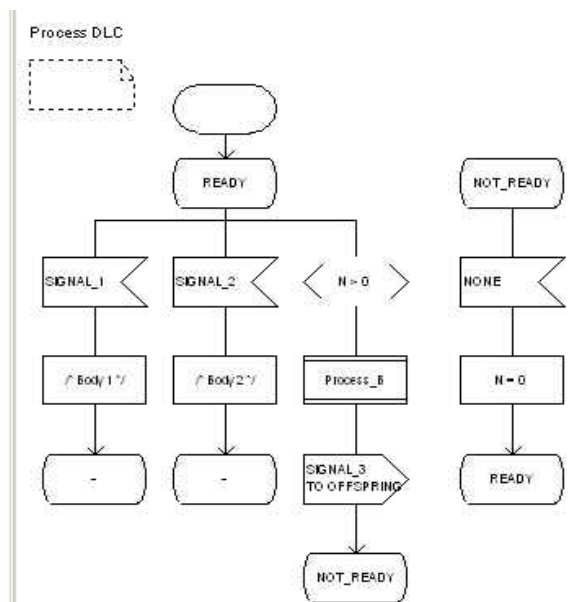 Process DLC
READY
NOT_READY
SIGNAL_1
SIGNAL_2
N > 0
NONE
/* Body 1 */
/* Body 2 */
Process_B
N = 0
-
-
SIGNAL_3
TO OFFSPRING
READY
NOT_READY